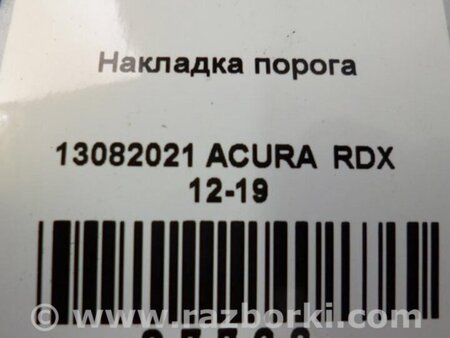 Накладка порога
13082021 ACURA RDX
12-19
© www.razborki.com